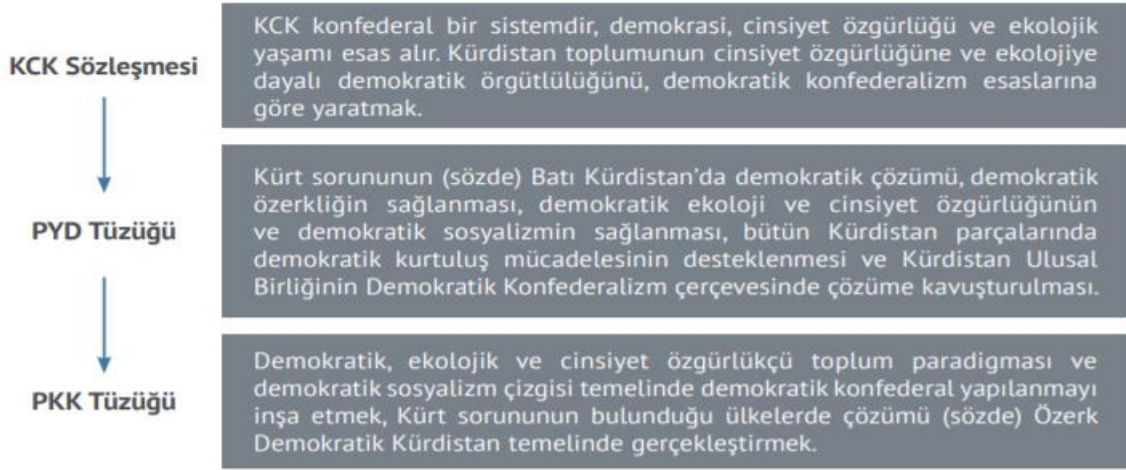 KCK Sözleşmesi
KCK konfederal bir sistemdir, demokrasi, cinsiyet özgürlüğü ve ekolojik
yaşamı esas alır. Kürdistan toplumunun cinsiyet özgürlüğüne ve ekolojiye
dayalı demokratik örgütlülüğünü, demokratik konfederalizm esaslarına
göre yaratmak.
PYD Tüzüğü
Kürt sorununun (sözde) Batı Kürdistan'da demokratik çözümü, demokratik
özerkliğin sağlanması, demokratik ekoloji ve cinsiyet özgürlüğünün
ve demokratik sosyalizmin sağlanması, bütün Kürdistan parçalarında
demokratik kurtuluş mücadelesinin desteklenmesi ve Kürdistan Ulusal
Birliğinin Demokratik Konfederalizm çerçevesinde çözüme kavuşturulması.
PKK Tüzüğü
Demokratik, ekolojik ve cinsiyet özgürlükçü toplum paradigması ve
demokratik sosyalizm çizgisi temelinde demokratik konfederal yapılanmayı
inşa etmek, Kürt sorununun bulunduğu ülkelerde çözümü (sözde) Özerk
Demokratik Kürdistan temelinde gerçekleştirmek.